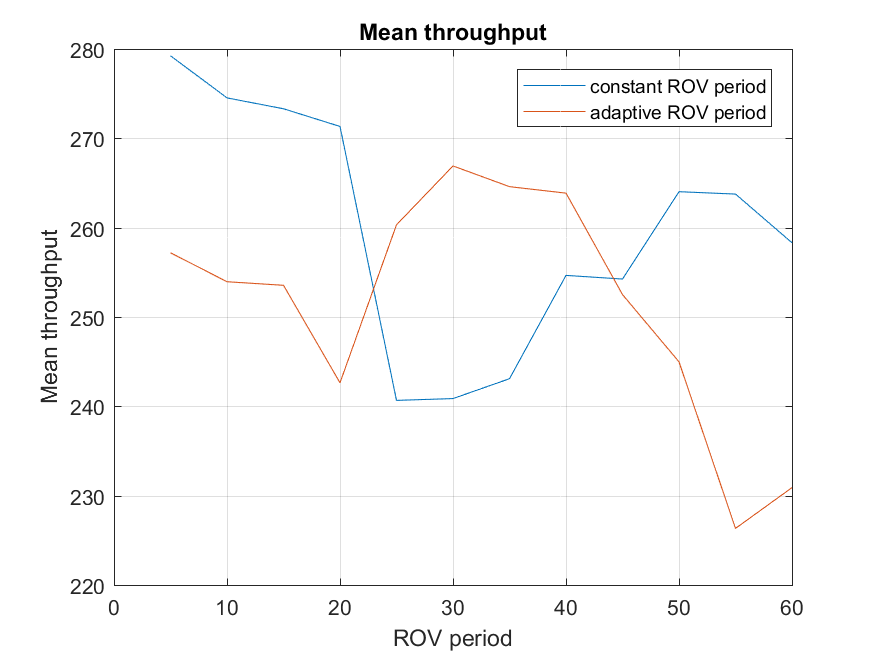 Mean throughput
constant ROV period
adaptive ROV period
280
270
260
250
240
230
220
Mean throughput
0 10 20 30 40 50 60
ROV period